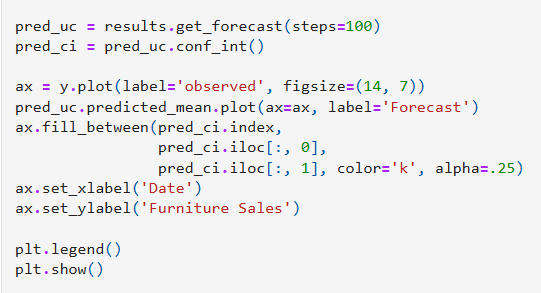 pred_uc = results.get_forecast(steps=100)
pred_ci = pred_uc.conf_int()

ax = y.plot(label='observed', figsize=(14, 7))
pred_uc.predicted_mean.plot(ax=ax, label='Forecast')
ax.fill_between(pred_ci.index,
                pred_ci.iloc[:, 0],
                pred_ci.iloc[:, 1], color='k', alpha=.25)
ax.set_xlabel('Date')
ax.set_ylabel('Furniture Sales')

plt.legend()
plt.show()